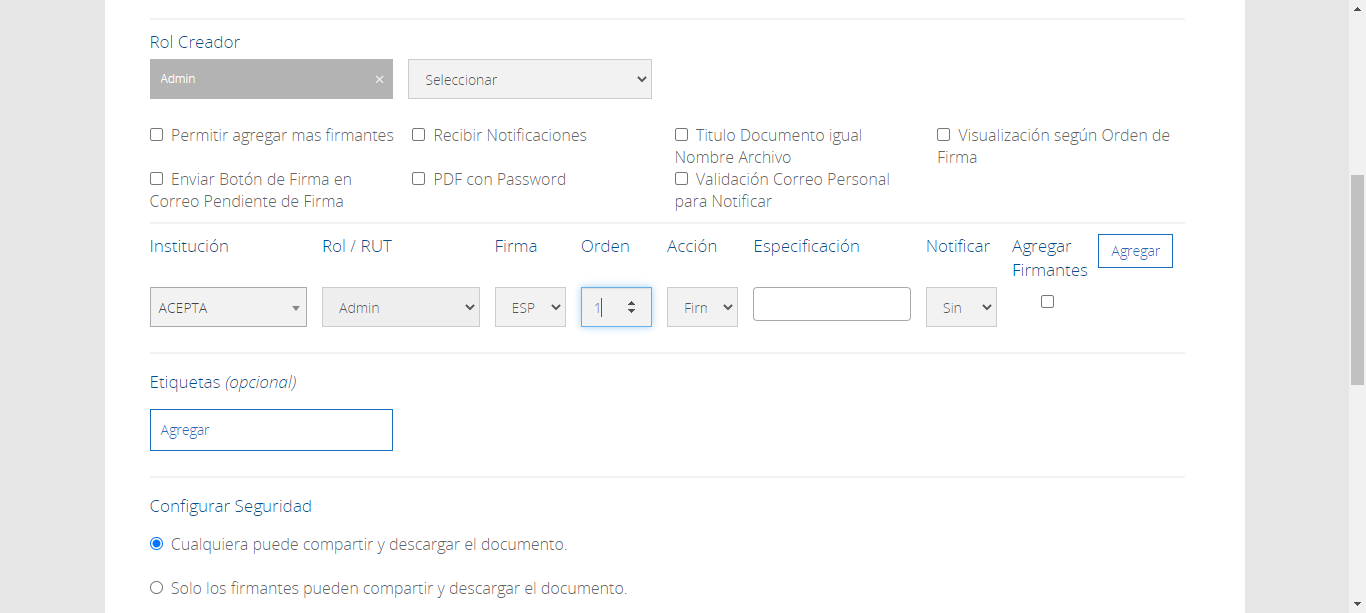 Rol Creador
Admin ×
Seleccionar
Permitir agregar mas firmantes
Recibir Notificaciones
Titulo Documento igual
Nombre Archivo
Visualización según Orden de
Firma
Enviar Botón de Firma en
Correo Pendiente de Firma
PDF con Password
Validación Correo Personal
para Notificar
Institución
Rol / RUT
Firma
Orden
Acción
Especificación
Notificar
Agregar
Firmantes
Agregar
ACEPTA
Admin
ESP
1
Firn
Sin
Etiquetas (opcional)
Agregar
Configurar Seguridad
Cualquiera puede compartir y descargar el documento.
Solo los firmantes pueden compartir y descargar el documento.